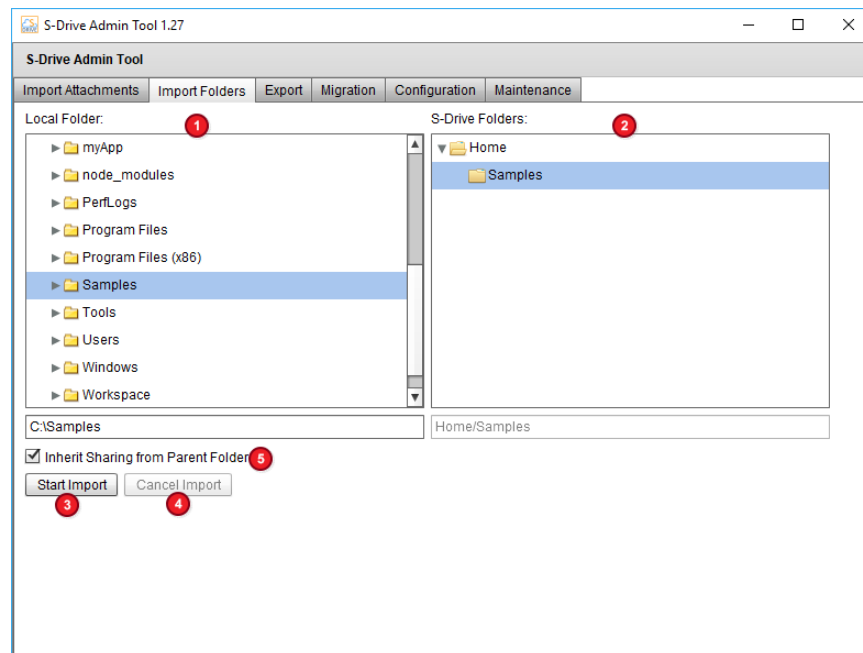 S-Drive Admin Tool 1.27
S-Drive Admin Tool
Import Attachments Import Folders Export Migration Configuration Maintenance
Local Folder: 1 S-Drive Folders: 2
myApp
node_modules
PerfLogs
Program Files
Program Files (x86)
Samples
Tools
Users
Windows
Workspace
Home
Samples
C:\Samples
Home/Samples
Inherit Sharing from Parent Folder 5
Start Import Cancel Import
3 4